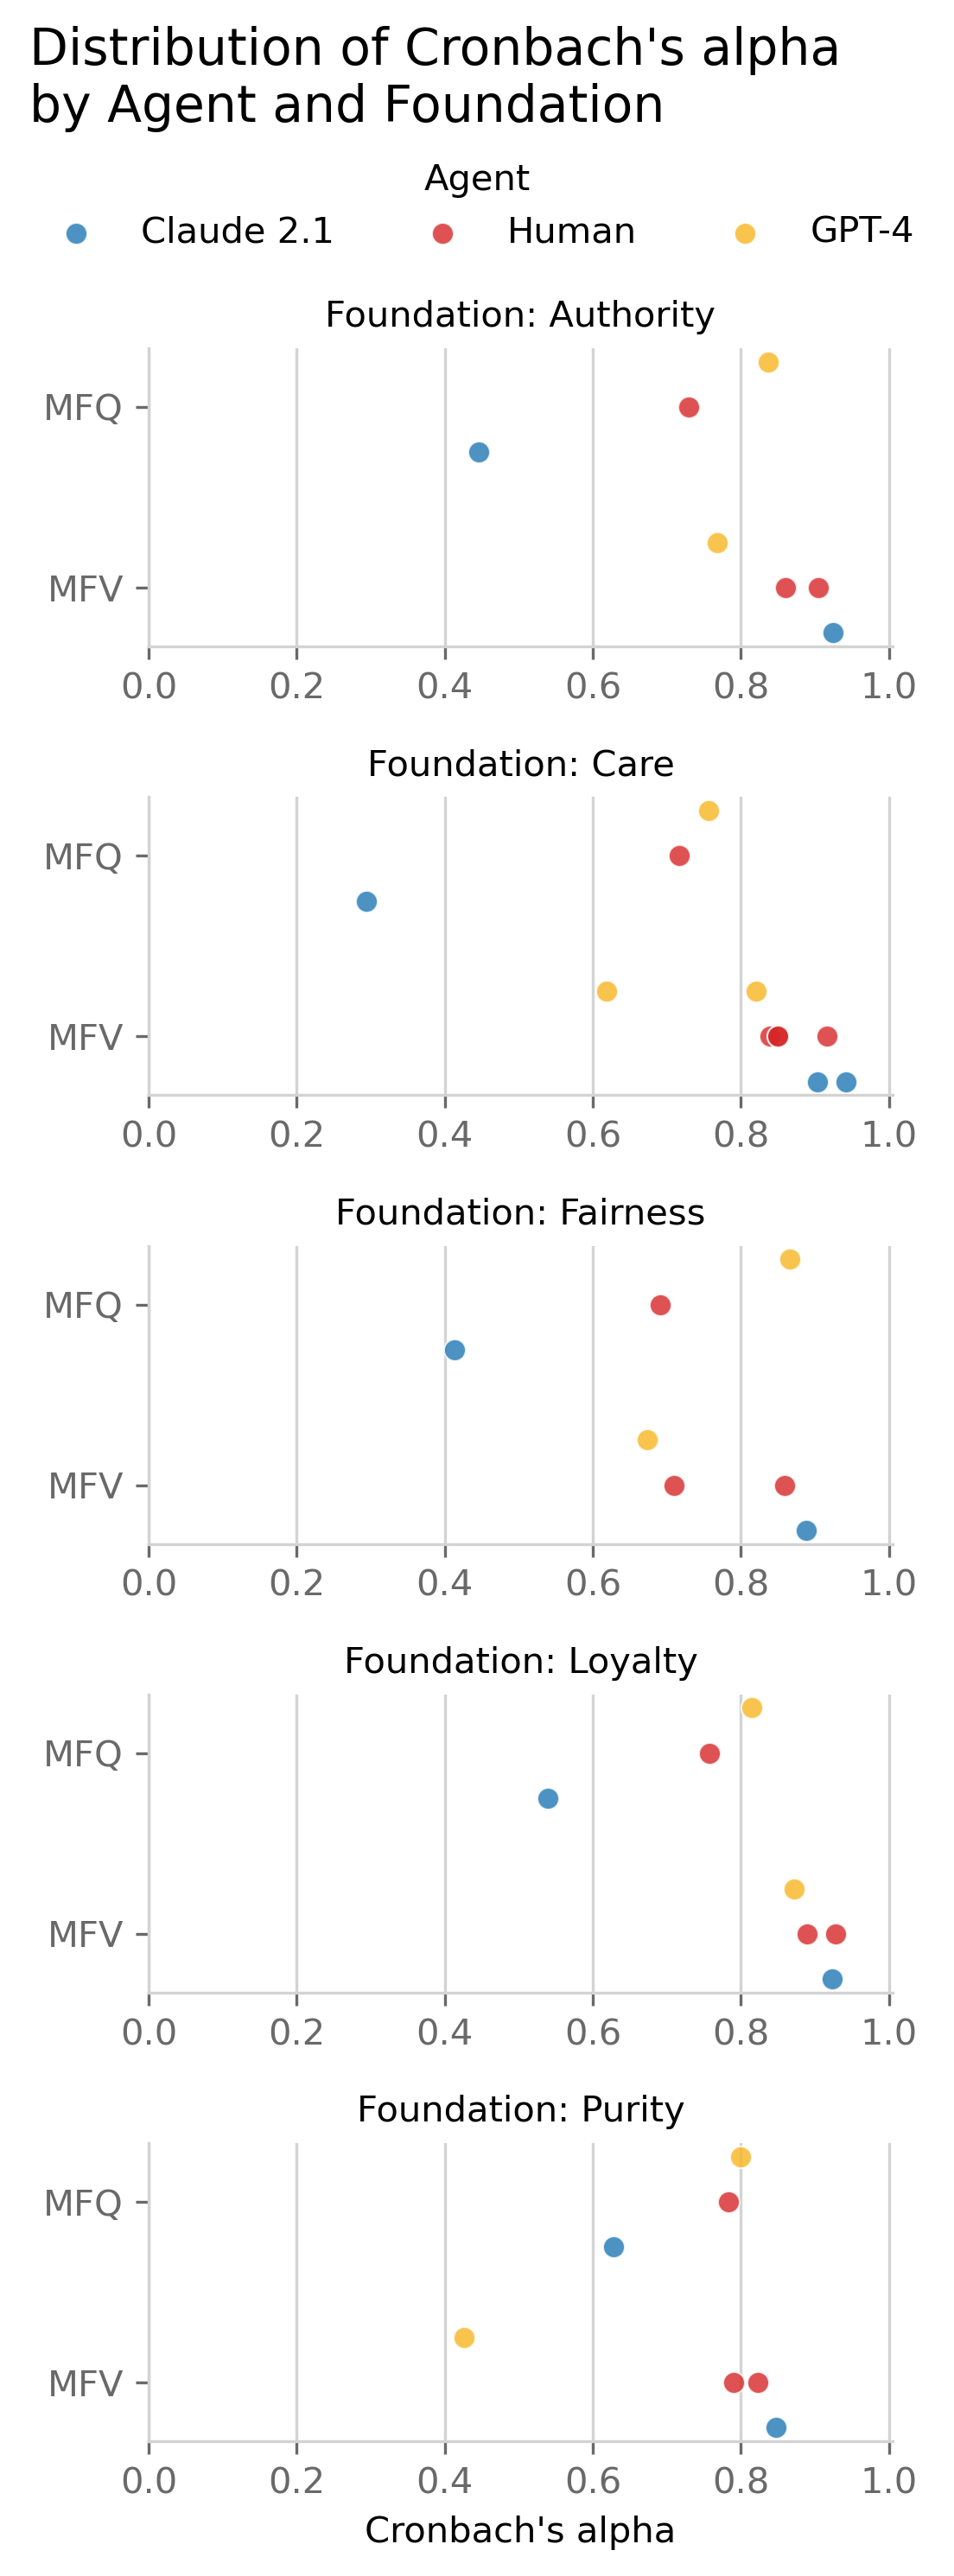 Distribution of Cronbach's alpha
by Agent and Foundation
Agent
Claude 2.1 Human GPT-4
Foundation: Authority
MFQ
MFV
0.0 0.2 0.4 0.6 0.8 1.0
Foundation: Care
MFQ
MFV
0.0 0.2 0.4 0.6 0.8 1.0
Foundation: Fairness
MFQ
MFV
0.0 0.2 0.4 0.6 0.8 1.0
Foundation: Loyalty
MFQ
MFV
0.0 0.2 0.4 0.6 0.8 1.0
Foundation: Purity
MFQ
MFV
0.0 0.2 0.4 0.6 0.8 1.0
Cronbach's alpha